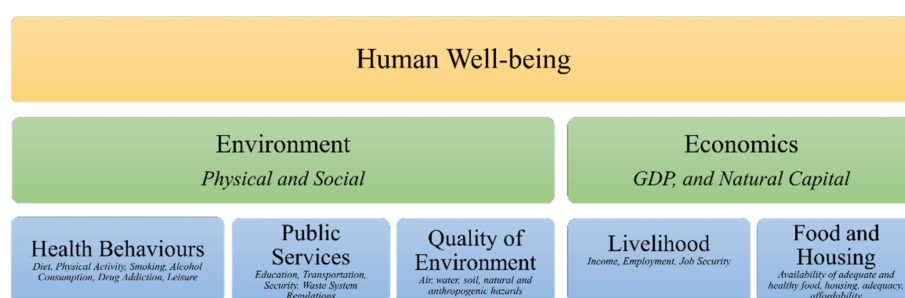 Human Well-being
Environment
Physical and Social
Economics
GDP, and Natural Capital
Health Behaviours
Diet, Physical Activity, Smoking, Alcohol
Consumption, Drug Addiction, Leisure
Public
Services
Education, Transportation,
Security, Waste System
Regulations
Quality of
Environment
Air, water, soil, natural and
anthropogenic hazards
Livelihood
Income, Employment, Job Security
Food and
Housing
Availability of adequate and
healthy food, housing, adequacy,
affordability